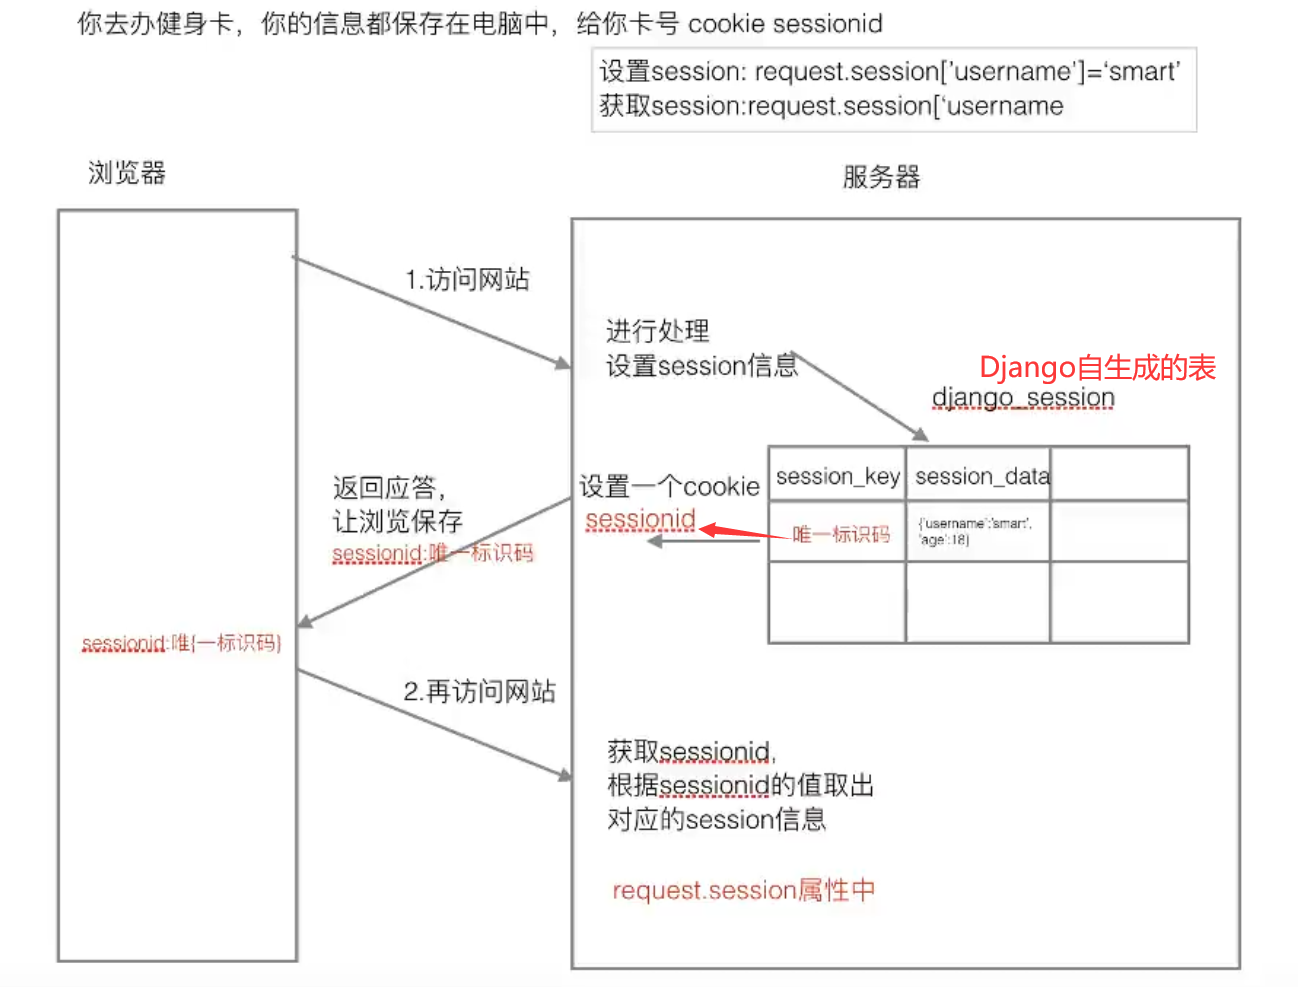 你去办健身卡，你的信息都保存在电脑中，给你卡号 cookie sessionid
设置session: request.session['username']=‘smart’
获取session:request.session[‘username
浏览器
服务器
1.访问网站
进行处理
设置session信息
Django自生成的表
django_session
返回应答，
让浏览保存
sessionid:唯一标识码
设置一个cookie
sessionid
session_key
session_data
唯一标识码
{'username':'smart',
'age':18}
sessionid:唯{一标识码}
2.再访问网站
获取sessionid,
根据sessionid的值取出
对应的session信息
request.session属性中